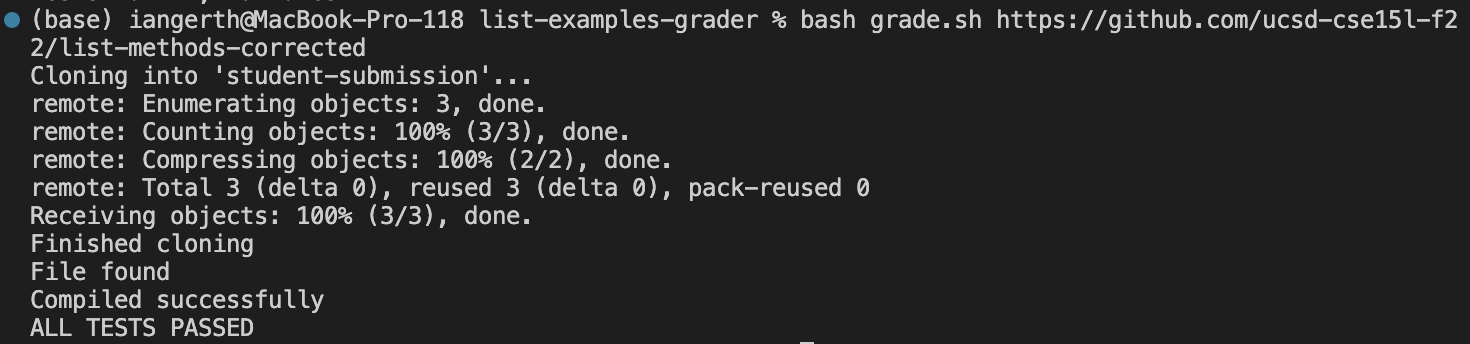 (base) iangerth@MacBook-Pro-118 list-examples-grader % bash grade.sh https://github.com/ucsd-cse15l-f2
2/list-methods-corrected
Cloning into 'student-submission'...
remote: Enumerating objects: 3, done.
remote: Counting objects: 100% (3/3), done.
remote: Compressing objects: 100% (2/2), done.
remote: Total 3 (delta 0), reused 3 (delta 0), pack-reused 0
Receiving objects: 100% (3/3), done.
Finished cloning
File found
Compiled successfully
ALL TESTS PASSED